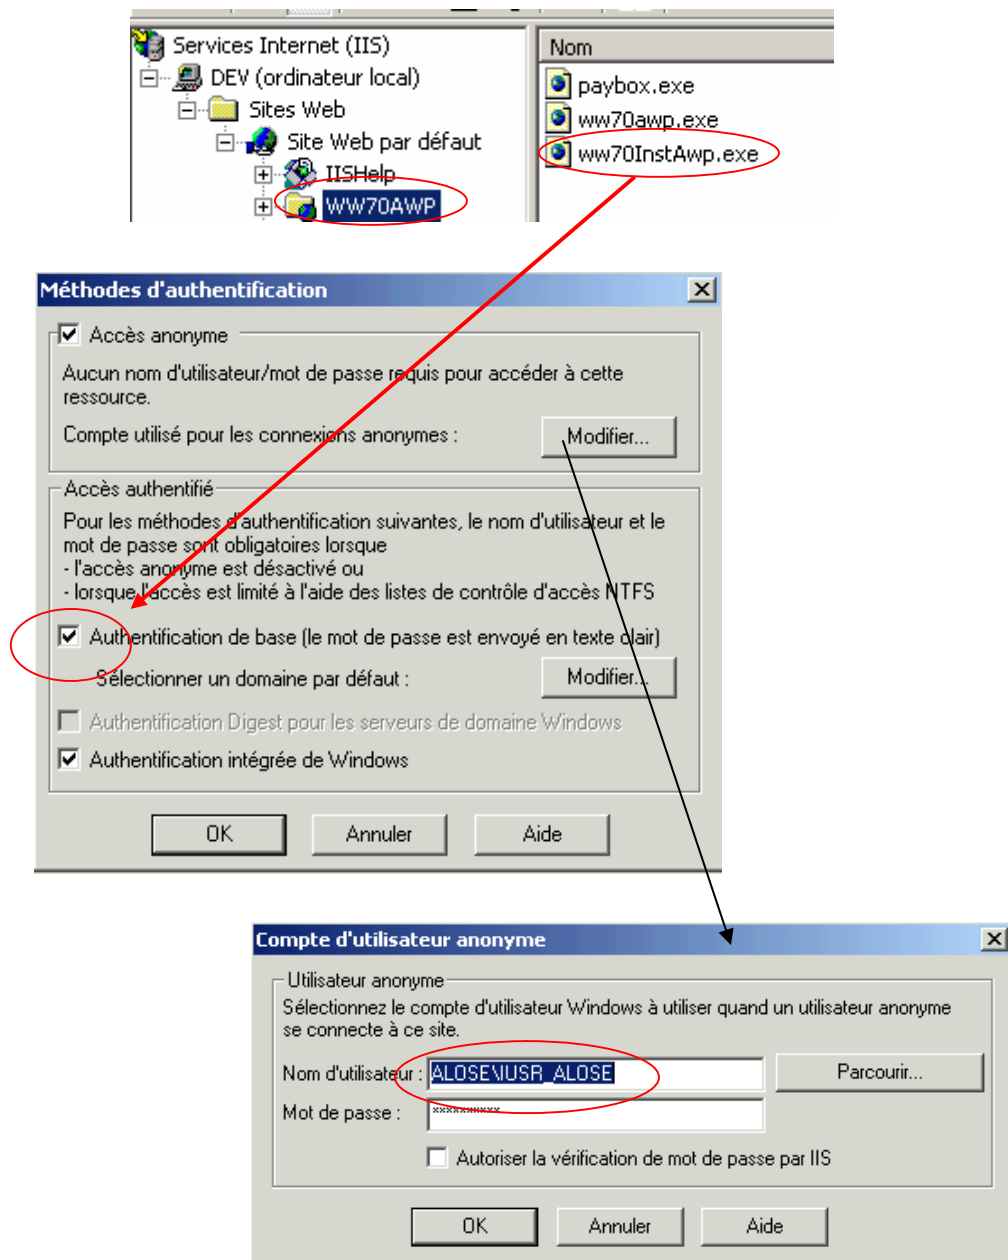 Services Internet (IIS)
DEV (ordinateur local)
Sites Web
Site Web par défaut
IISHelp
WW70AWP
Nom
paybox.exe
ww70awp.exe
ww70InstAwp.exe
Méthodes d'authentification
Accès anonyme
Aucun nom d'utilisateur/mot de passe requis pour accéder à cette
ressource.
Compte utilisé pour les connexions anonymes :
Modifier...
Accès authentifié
Pour les méthodes d'authentification suivantes, le nom d'utilisateur et le
mot de passe sont obligatoires lorsque
- l'accès anonyme est désactivé ou
- lorsque l'accès est limité à l'aide des listes de contrôle d'accès NTFS
Authentification de base (le mot de passe est envoyé en texte clair)
Sélectionner un domaine par défaut :
Modifier...
Authentification Digest pour les serveurs de domaine Windows
Authentification intégrée de Windows
OK
Annuler
Aide
Compte d'utilisateur anonyme
Utilisateur anonyme
Sélectionnez le compte d'utilisateur Windows à utiliser quand un utilisateur anonyme
se connecte à ce site.
Nom d'utilisateur :
ALOSE\IUSR_ALOSE
Parcourir...
Mot de passe :
**********
Autoriser la vérification de mot de passe par IIS
OK
Annuler
Aide